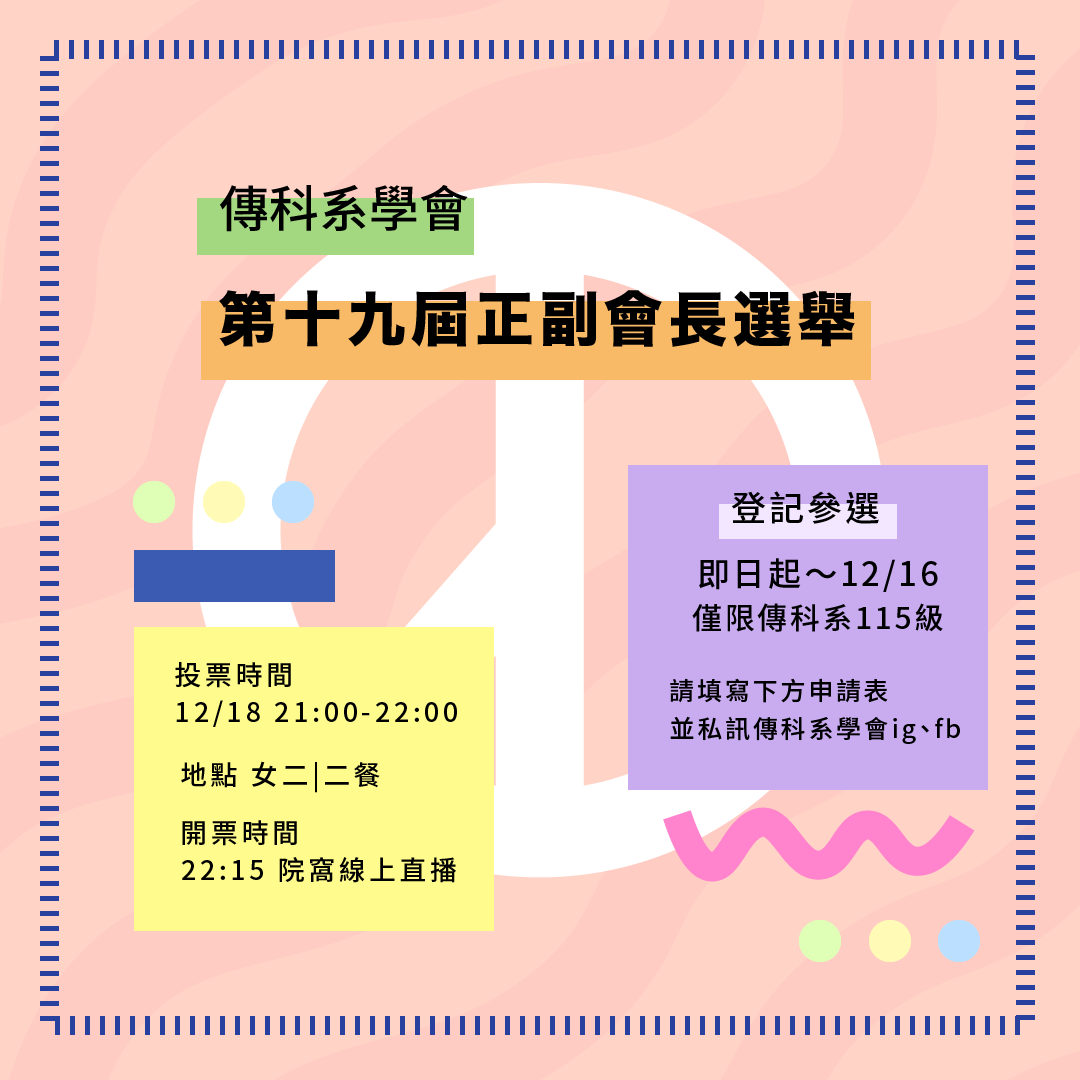 傳科系學會
第十九屆正副會長選舉
登記參選
即日起～12/16
僅限傳科系115級
請填寫下方申請表
並私訊傳科系學會ig、fb
投票時間
12/18 21:00-22:00
地點 女二|二餐
開票時間
22:15 院窩線上直播